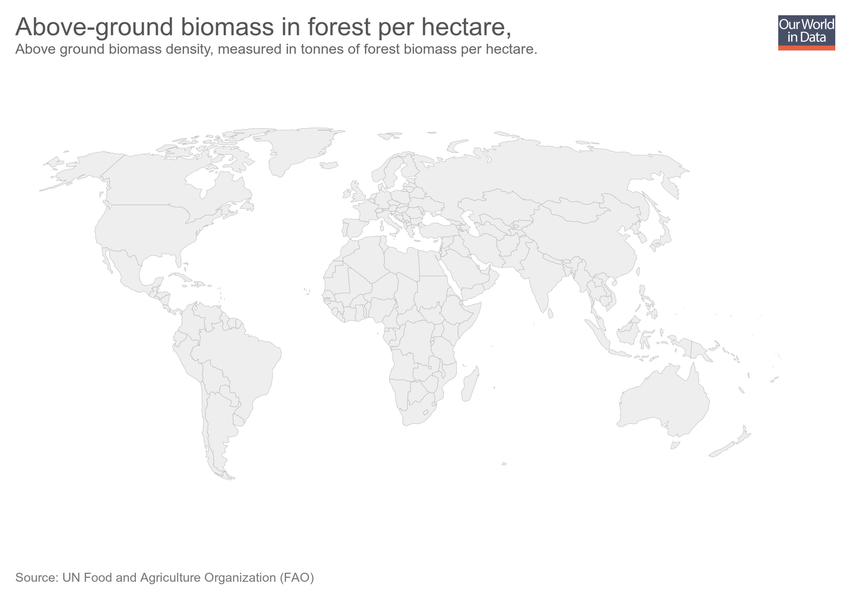 Above-ground biomass in forest per hectare,
Above ground biomass density, measured in tonnes of forest biomass per hectare.
Our World
in Data
Source: UN Food and Agriculture Organization (FAO)